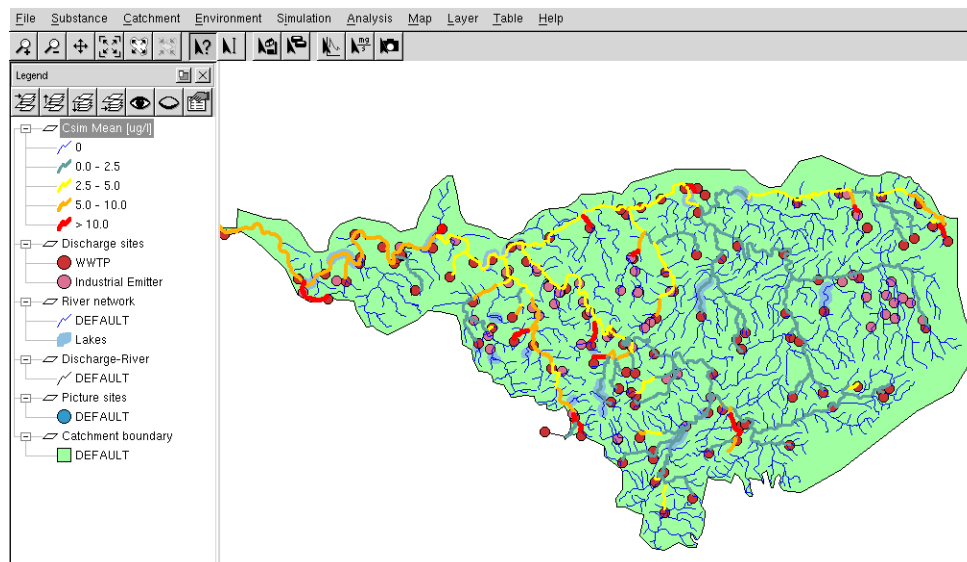 File Substance Catchment Environment Simulation Analysis Map Layer Table Help
mg
s
Legend
Csim Mean [ug/l]
0
0.0 - 2.5
2.5 - 5.0
5.0 - 10.0
> 10.0
Discharge sites
WWTP
Industrial Emitter
River network
DEFAULT
Lakes
Discharge-River
DEFAULT
Picture sites
DEFAULT
Catchment boundary
DEFAULT